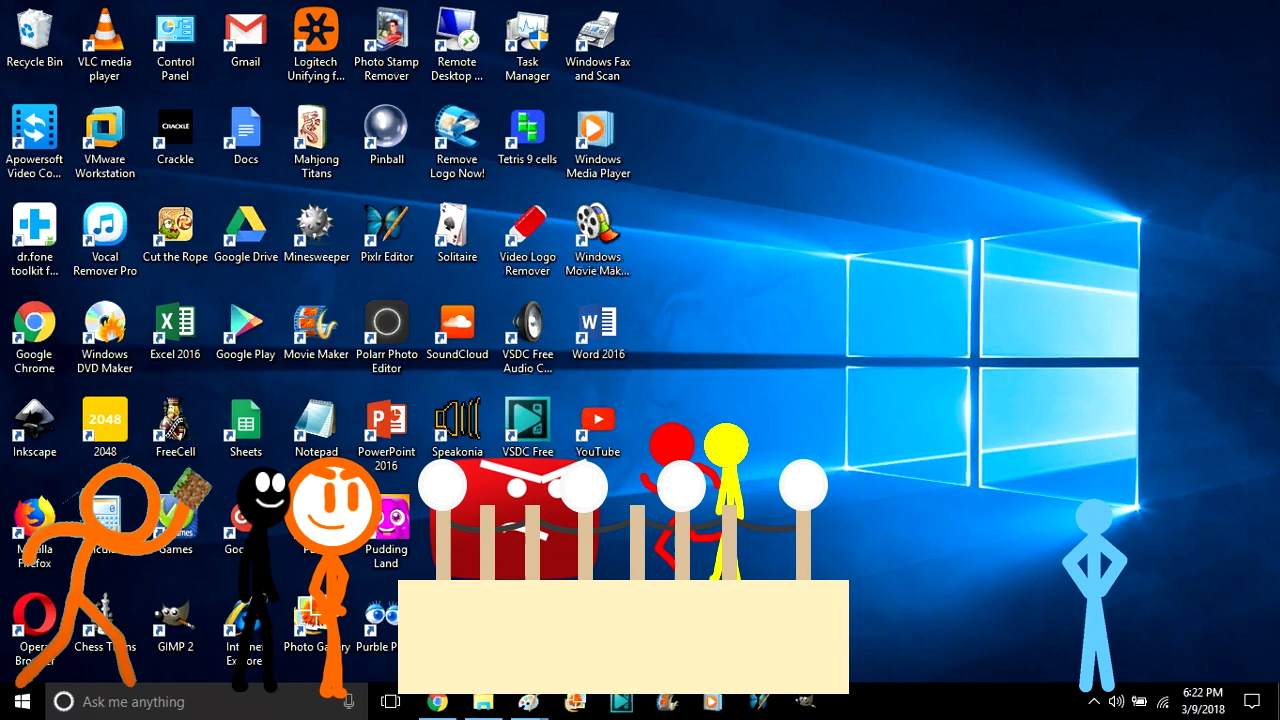 Recycle Bin
VLC media
player
Control
Panel
Gmail
Logitech
Unifying f...
Photo Stamp
Remover
Remote
Desktop ...
Task
Manager
Windows Fax
and Scan
Apowersoft
Video Co...
VMware
Workstation
CRACKLE
Crackle
Docs
Mahjong
Titans
Pinball
Remove
Logo Now!
Tetris 9 cells
Windows
Media Player
dr.fone
toolkit f...
Vocal
Remover Pro
Cut the Rope
Google Drive
Minesweeper
Pixlr Editor
Solitaire
Video Logo
Remover
Windows
Movie Mak...
Google
Chrome
Windows
DVD Maker
Excel 2016
Google Play
Movie Maker
Polarr Photo
Editor
SoundCloud
VSDC Free
Audio C...
Word 2016
Inkscape
2048
2048
FreeCell
Sheets
Notepad
PowerPoint
2016
Speakonia
VSDC Free
YouTube
Firefox
Games
Pudding
Land
Opera
Chess
GIMP 2
Photo
Purble
Ask me anything
6:22 PM
3/9/2018